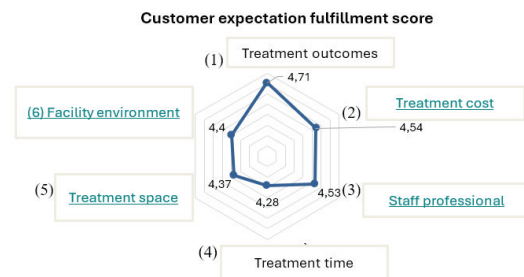 Customer expectation fulfillment score
(1) Treatment outcomes
4,71
(2) Treatment cost
4,54
(6) Facility environment
4,4
(5) Treatment space
4,37
4,53
(3) Staff professional
4,28
(4) Treatment time